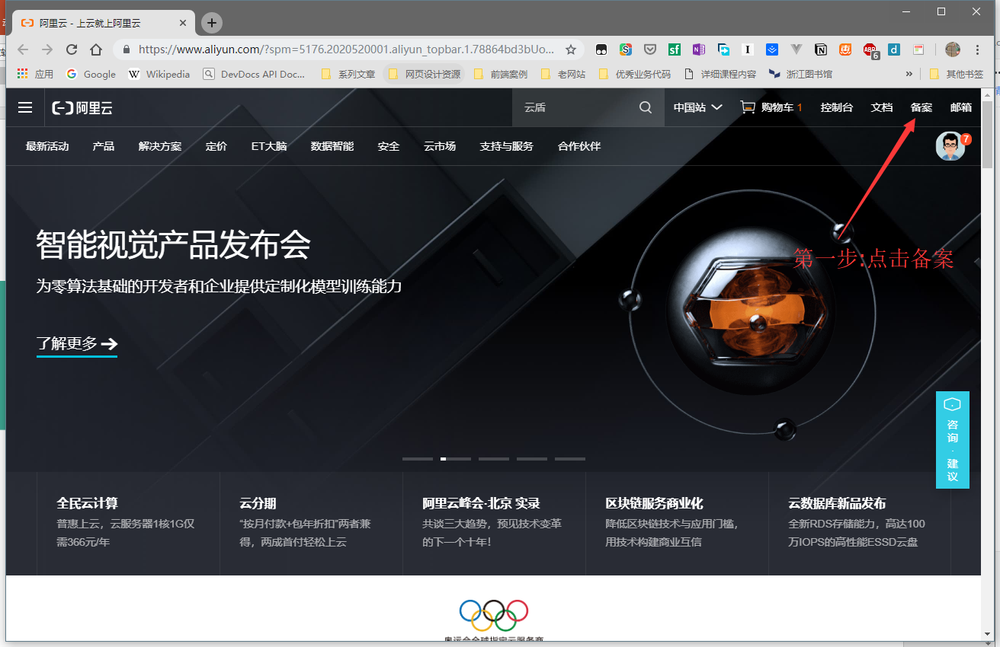 阿里云 - 上云就上阿里云
https://www.aliyun.com/?spm=5176.2020520001.aliyun_topbar.1.78864bd3bUo...
应用 Google Wikipedia DevDocs API Doc... 系列文章 网页设计资源 前端案例 老网站 优秀业务代码 详细课程内容 浙江图书馆 » 其他书签
阿里云 云盾 中国站 购物车 1 控制台 文档 备案 邮箱
最新活动 产品 解决方案 定价 ET大脑 数据智能 安全 云市场 支持与服务 合作伙伴 7
智能视觉产品发布会
第一步:点击备案
为零算法基础的开发者和企业提供定制化模型训练能力
了解更多
咨询·建议
全民云计算
普惠上云，云服务器1核1G仅
需366元/年
云分期
“按月付款+包年折扣”两者兼
得，两成首付轻松上云
阿里云峰会·北京 实录
共谈三大趋势，预见技术变革
的下一个十年！
区块链服务商业化
降低区块链技术与应用门槛，
用技术构建商业互信
云数据库新品发布
全新RDS存储能力，高达100
万IOPS的高性能ESSD云盘
奥运会全球指定云服务商